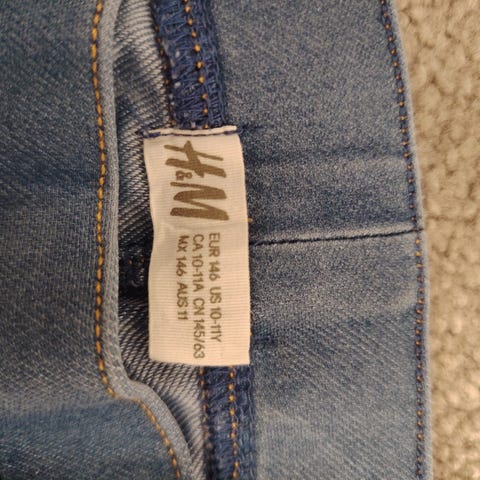 H&M
EUR 146 US 10-11Y
CA 10-11A CN 145/63
MX 146 AUS 11